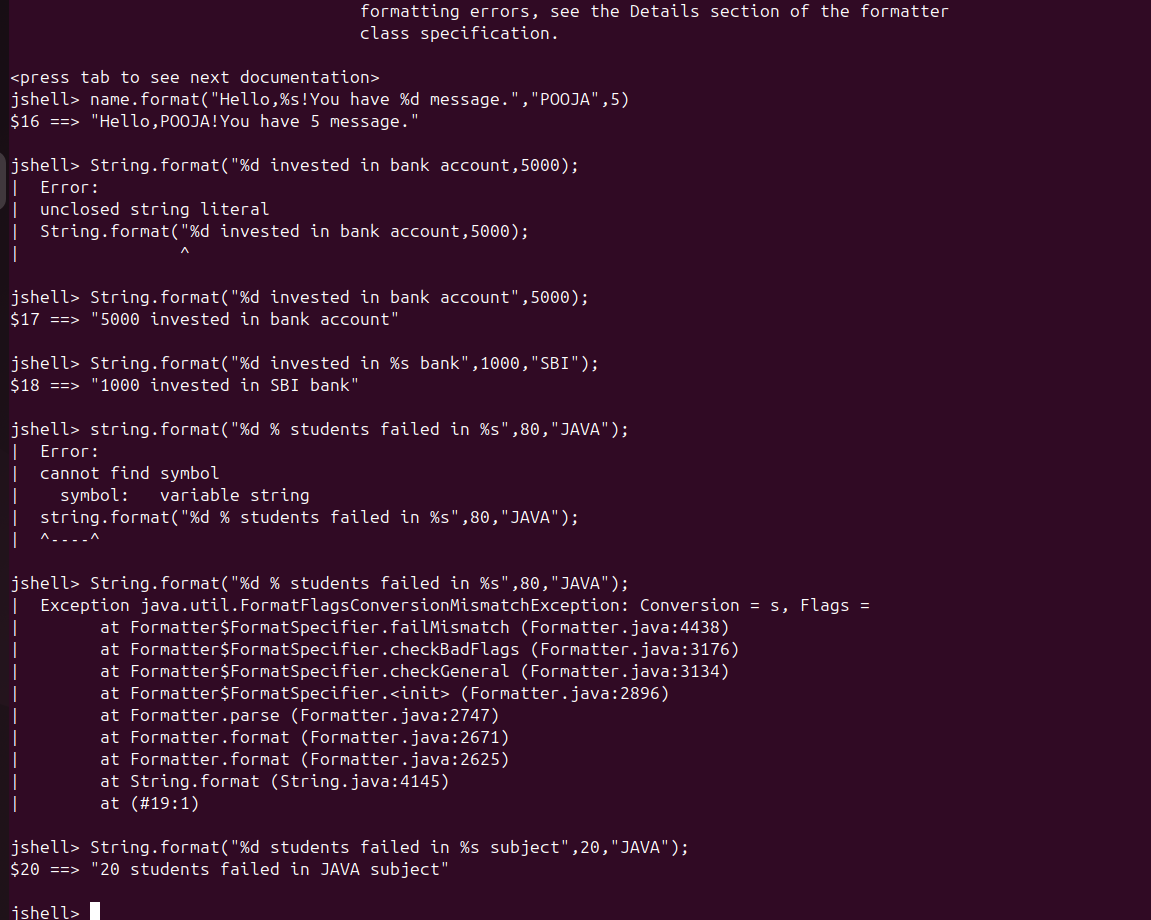 formatting errors, see the Details section of the formatter
class specification.
<press tab to see next documentation>
jshell> name.format("Hello,%s!You have %d message.","POOJA",5)
$16 ==> "Hello,POOJA!You have 5 message."
jshell> String.format("%d invested in bank account,5000);
|  Error:
|  unclosed string literal
|  String.format("%d invested in bank account,5000);
|                ^
jshell> String.format("%d invested in bank account",5000);
$17 ==> "5000 invested in bank account"
jshell> String.format("%d invested in %s bank",1000,"SBI");
$18 ==> "1000 invested in SBI bank"
jshell> string.format("%d % students failed in %s",80,"JAVA");
|  Error:
|  cannot find symbol
|    symbol:   variable string
|  string.format("%d % students failed in %s",80,"JAVA");
|  ^----^
jshell> String.format("%d % students failed in %s",80,"JAVA");
|  Exception java.util.FormatFlagsConversionMismatchException: Conversion = s, Flags =
|        at Formatter$FormatSpecifier.failMismatch (Formatter.java:4438)
|        at Formatter$FormatSpecifier.checkBadFlags (Formatter.java:3176)
|        at Formatter$FormatSpecifier.checkGeneral (Formatter.java:3134)
|        at Formatter$FormatSpecifier.<init> (Formatter.java:2896)
|        at Formatter.parse (Formatter.java:2747)
|        at Formatter.format (Formatter.java:2671)
|        at Formatter.format (Formatter.java:2625)
|        at String.format (String.java:4145)
|        at (#19:1)
jshell> String.format("%d students failed in %s subject",20,"JAVA");
$20 ==> "20 students failed in JAVA subject"
jshell>